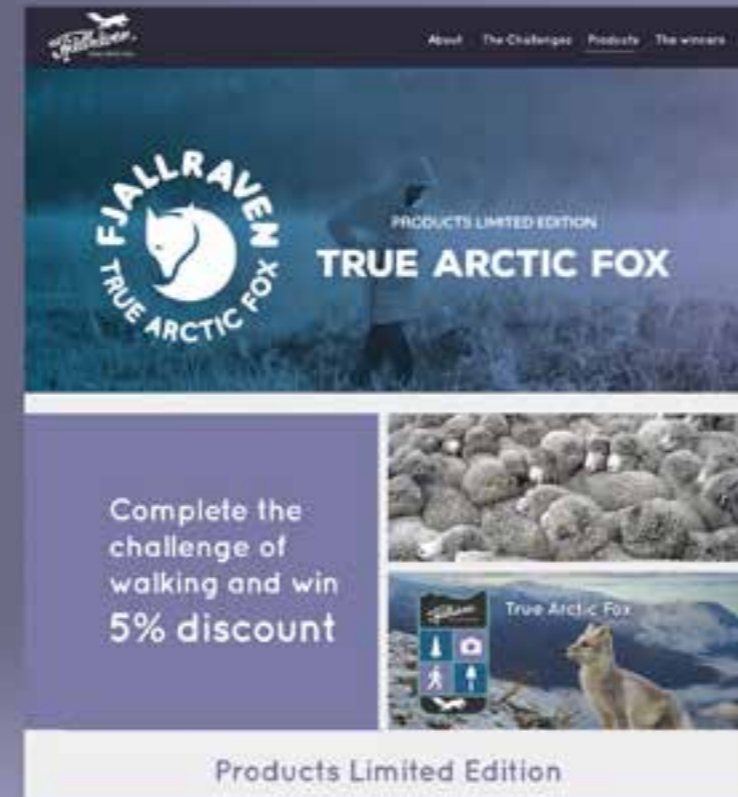 Fjällräven
About The Challenges Products The winners
FJALLRAVEN
TRUE ARCTIC FOX
PRODUCTS LIMITED EDITION
TRUE ARCTIC FOX
Complete the
challenge of
walking and win
5% discount
True Arctic Fox
Products Limited Edition